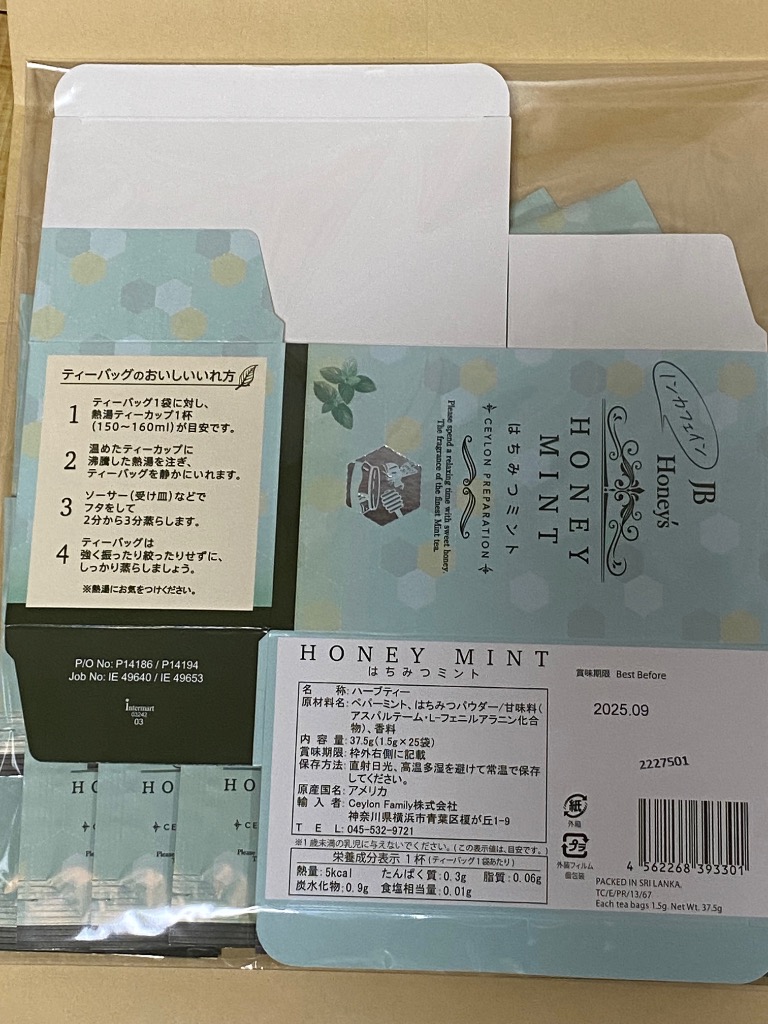 ティーバッグのおいしいいれ方
1 ティーバッグ1袋に対し、
熱湯ティーカップ1杯
(150～160ml)が目安です。
2 温めたティーカップに
沸騰した熱湯を注ぎ、
ティーバッグを静かにいれます。
3 ソーサー(受け皿)などで
フタをして
2分から3分蒸らします。
4 ティーバッグは
強く振ったり絞ったりせずに、
しっかり蒸らしましょう。
※熱湯にお気をつけください。
P/O No: P14186 / P14194
Job No: IE 49640 / IE 49653
Intermart
03242
03
ノンカフェイン
JB
Honey's
HONEY
MINT
はちみつミント
CEYLON PREPARATION
Please spend a relaxing time with sweet honey.
The fragrance of the finest Mint tea.
HONEY MINT
はちみつミント
名 称:ハーブティー
原材料名:ペパーミント、はちみつパウダー/甘味料(
アスパルテーム・L-フェニルアラニン化合
物)、香料
内 容 量:37.5g(1.5g×25袋)
賞味期限:枠外右側に記載
保存方法:直射日光、高温多湿を避けて常温で保存
してください。
原産国名:アメリカ
輸 入 者:Ceylon Family株式会社
神奈川県横浜市青葉区榎が丘1-9
T E L:045-532-9721
※1歳未満の乳児に与えないでください。(この表示値は、目安です。)
栄養成分表示 1杯(ティーバッグ1袋あたり)
熱量:5kcal たんぱく質:0.3g 脂質:0.06g
炭水化物:0.9g 食塩相当量:0.01g
賞味期限 Best Before
2025.09
2227501
紙
外箱
プラ
外装フィルム
個包装
4 562268 393301
PACKED IN SRI LANKA.
TC/E/PR/13/67
Each tea bags 1.5g. Net Wt. 37.5g
HO
HO
HO
CE
CE
CE
Please
Please
Please